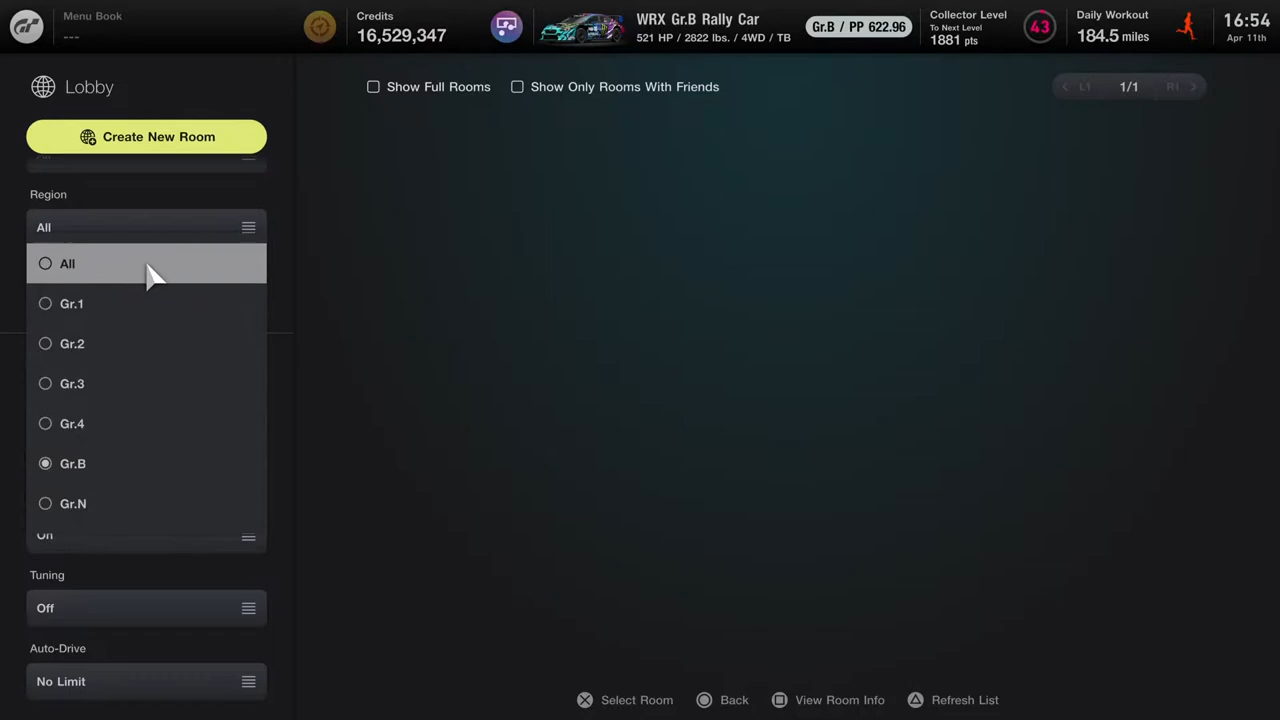 Menu Book
---
Credits
16,529,347
WRX Gr.B Rally Car
521 HP / 2822 lbs. / 4WD / TB
Gr.B / PP 622.96
Collector Level
To Next Level
1881 pts
43
Daily Workout
184.5 miles
16:54
Apr 11th
Lobby
Show Full Rooms
Show Only Rooms With Friends
L1
1/1
R1
Create New Room
Region
All
All
Gr.1
Gr.2
Gr.3
Gr.4
Gr.B
Gr.N
On
Tuning
Off
Auto-Drive
No Limit
Select Room
Back
View Room Info
Refresh List